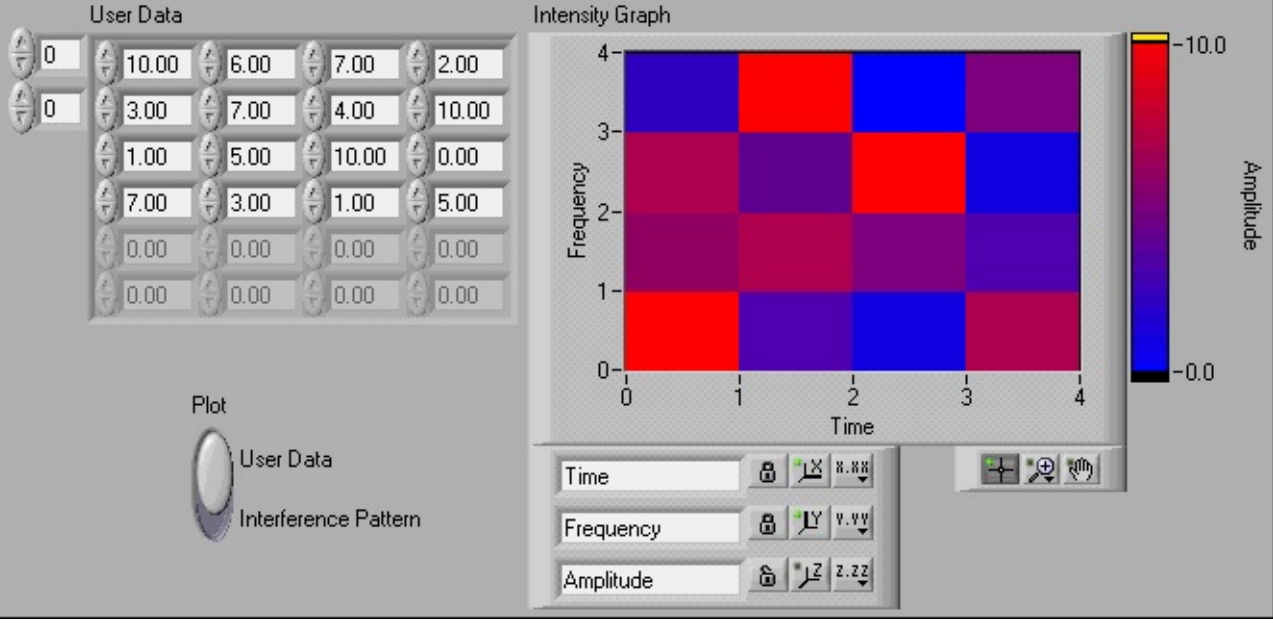 User Data
0
0
10.00 6.00 7.00 2.00
3.00 7.00 4.00 10.00
1.00 5.00 10.00 0.00
7.00 3.00 1.00 5.00
0.00 0.00 0.00 0.00
0.00 0.00 0.00 0.00
Plot
User Data
Interference Pattern
Intensity Graph
Frequency
4
3
2
1
0
0 1 2 3 4
Time
10.0
0.0
Amplitude
Time X X.XX
Frequency Y Y.YY
Amplitude Z Z.ZZ